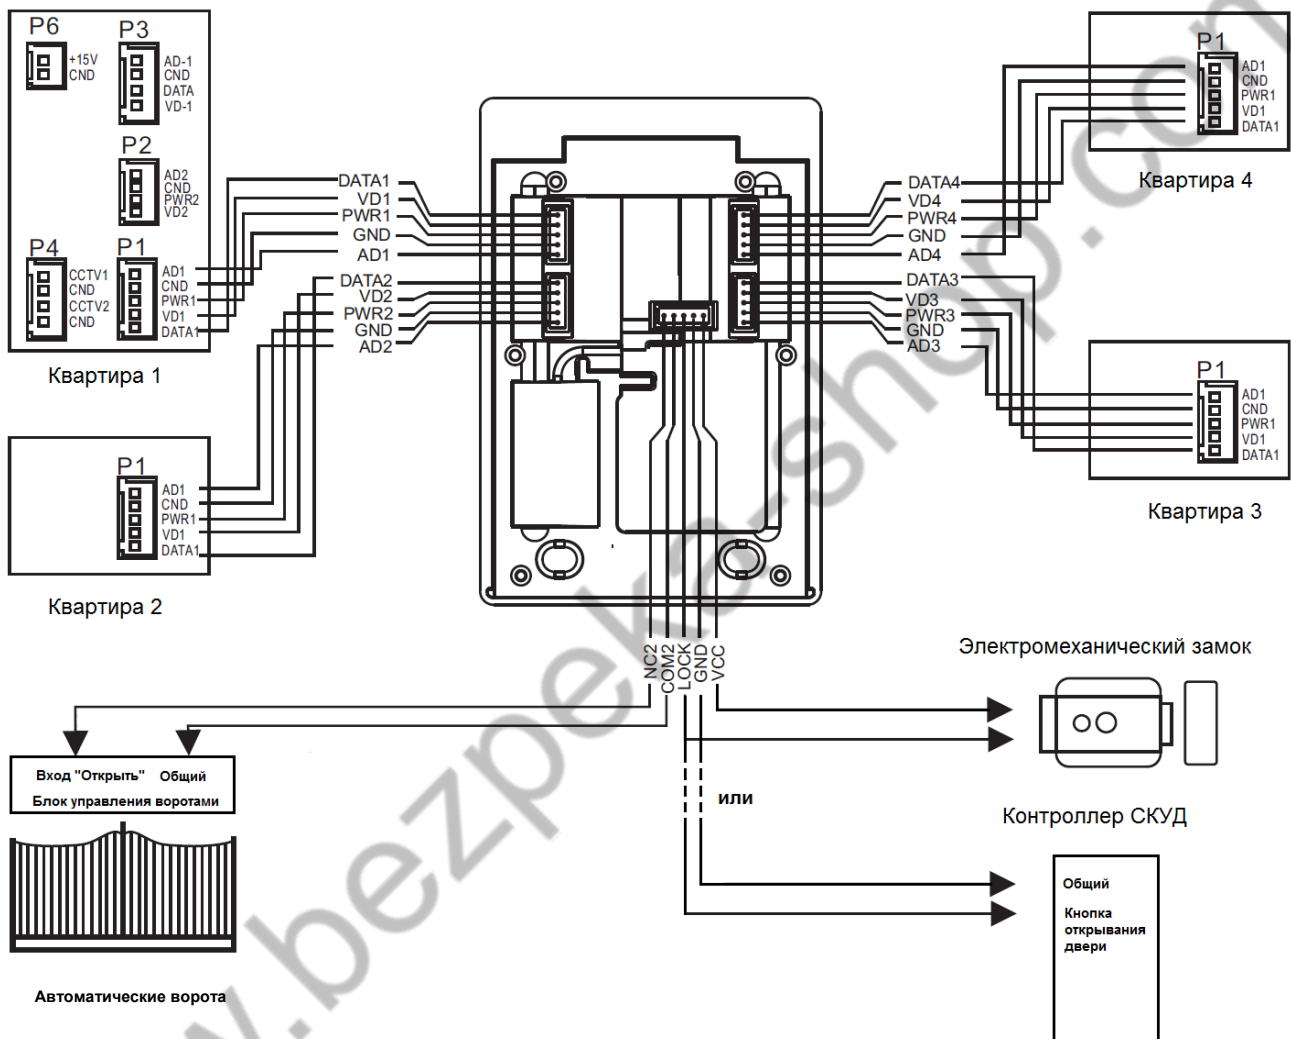 P6
+15V
CND
P3
AD-1
CND
DATA
VD-1
P2
AD2
CND
PWR2
VD2
P4
CCTV1
CND
CCTV2
CND
P1
AD1
CND
PWR1
VD1
DATA1
Квартира 1
P1
AD1
CND
PWR1
VD1
DATA1
Квартира 2
DATA1
VD1
PWR1
GND
AD1
DATA2
VD2
PWR2
GND
AD2
DATA4
VD4
PWR4
GND
AD4
DATA3
VD3
PWR3
GND
AD3
P1
AD1
CND
PWR1
VD1
DATA1
Квартира 4
P1
AD1
CND
PWR1
VD1
DATA1
Квартира 3
NC2
COM2
LOCK
GND
VCC
Электромеханический замок
или
Контроллер СКУД
Общий
Кнопка
открывания
двери
Вход "Открыть" Общий
Блок управления воротами
Автоматические ворота
w.bezpeka-shop.com